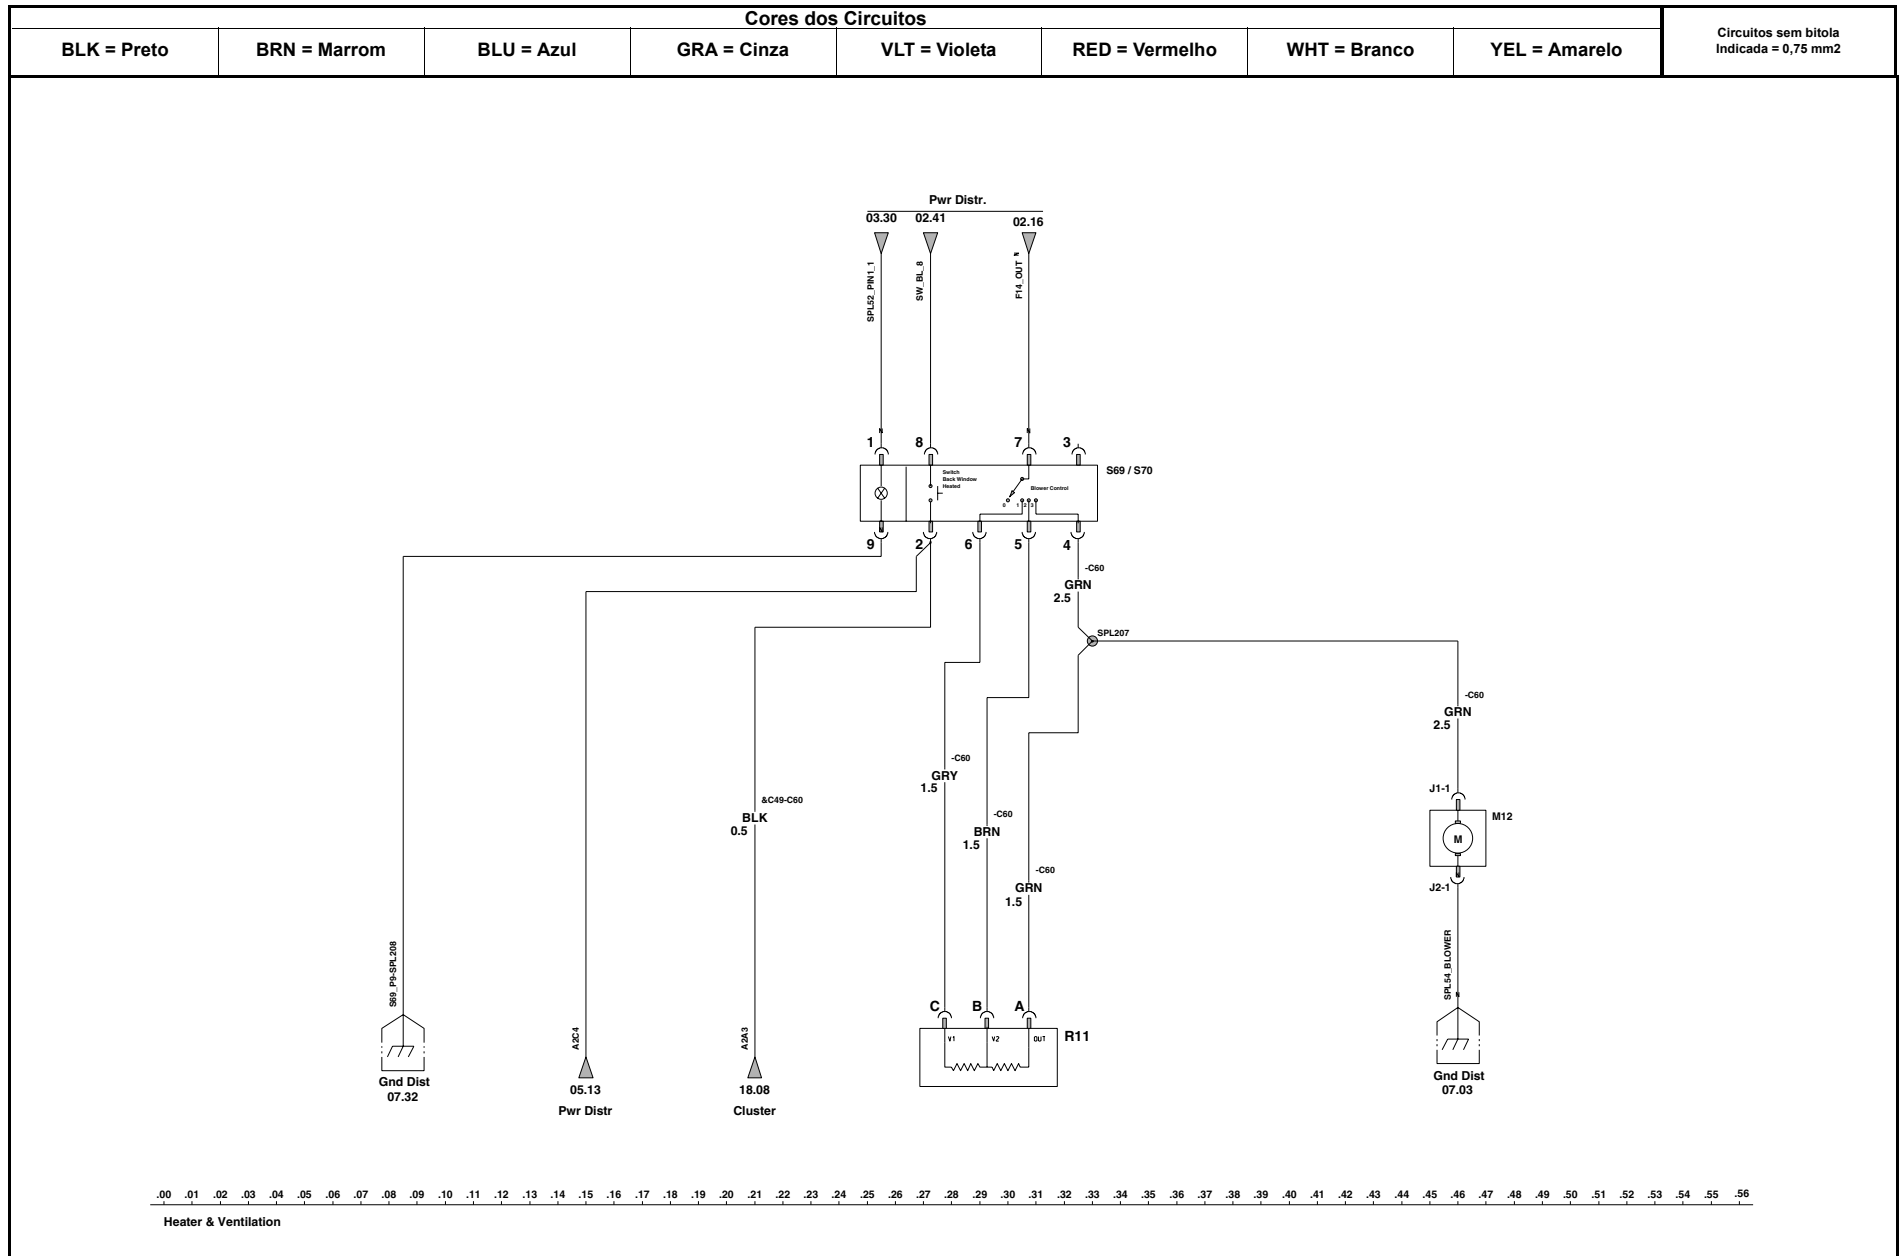 Cores dos Circuitos
BLK = Preto
BRN = Marrom
BLU = Azul
GRA = Cinza
VLT = Violeta
RED = Vermelho
WHT = Branco
YEL = Amarelo
Circuitos sem bitola
Indicada = 0,75 mm2
Pwr Distr.
03.30 02.41 02.16
SPL52_PIN1_1
SW_BL_8
F14_OUT
N
N
N
1 8 7 3
S69 / S70
Switch
Back Window
Heated
Blower Control
0 1 2 3
N
9 2 6 5 4
-C60
GRN
2.5
SPL207
-C60
GRN
2.5
-C60
GRY
1.5
J1-1
&C49-C60
BLK
0.5
-C60
BRN
1.5
M12
M
-C60
GRN
1.5
N
J2-1
S69_P9-SPL208
SPL54_BLOWER
N
A2C4
A2A3
C B A
V1 V2 OUT
R11
Gnd Dist
07.32
05.13
Pwr Distr
18.08
Cluster
Gnd Dist
07.03
.00 .01 .02 .03 .04 .05 .06 .07 .08 .09 .10 .11 .12 .13 .14 .15 .16 .17 .18 .19 .20 .21 .22 .23 .24 .25 .26 .27 .28 .29 .30 .31 .32 .33 .34 .35 .36 .37 .38 .39 .40 .41 .42 .43 .44 .45 .46 .47 .48 .49 .50 .51 .52 .53 .54 .55 .56
Heater & Ventilation